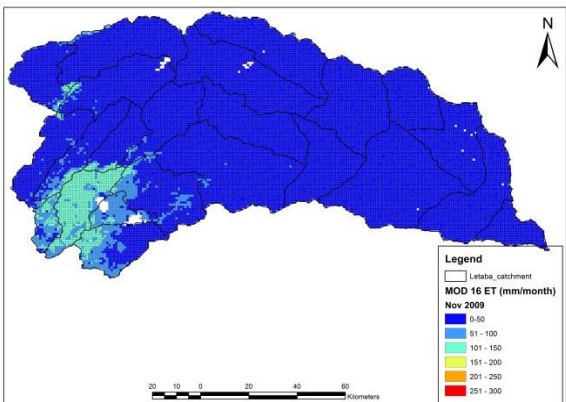 N
Legend
Letaba_catchment
MOD 16 ET (mm/month)
Nov 2009
0-50
51 - 100
101 - 150
151 - 200
201 - 250
251 - 300
20 10 0 20 40 60
Kilometers